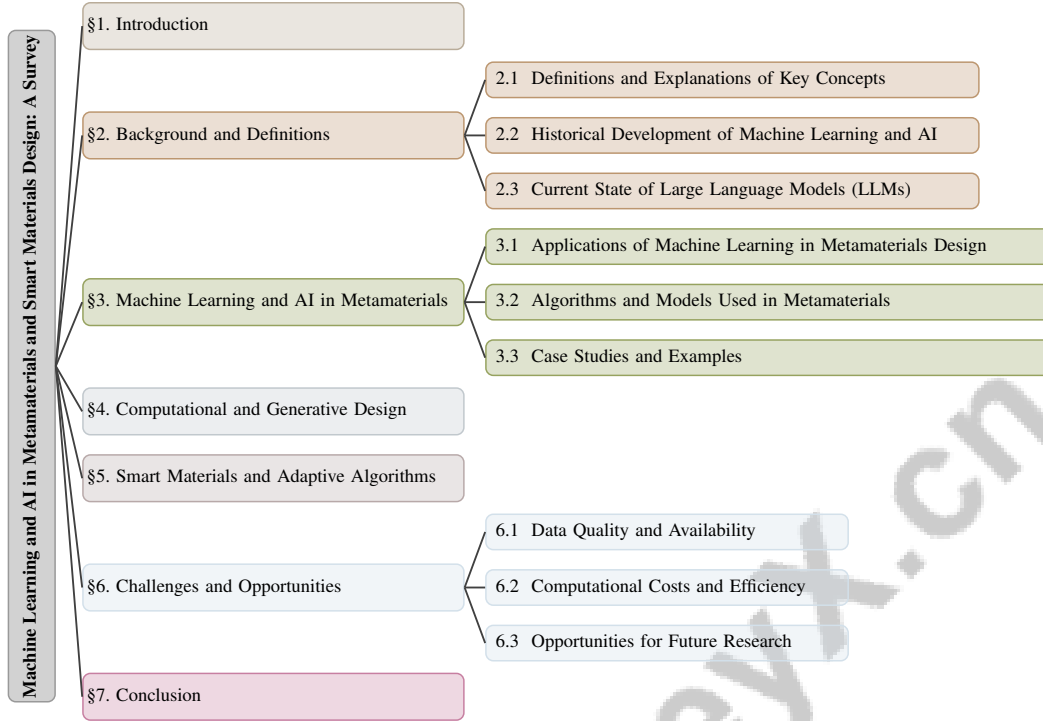 Machine Learning and AI in Metamaterials and Smart Materials Design: A Survey
§1. Introduction
§2. Background and Definitions
2.1 Definitions and Explanations of Key Concepts
2.2 Historical Development of Machine Learning and AI
2.3 Current State of Large Language Models (LLMs)
§3. Machine Learning and AI in Metamaterials
3.1 Applications of Machine Learning in Metamaterials Design
3.2 Algorithms and Models Used in Metamaterials
3.3 Case Studies and Examples
§4. Computational and Generative Design
§5. Smart Materials and Adaptive Algorithms
§6. Challenges and Opportunities
6.1 Data Quality and Availability
6.2 Computational Costs and Efficiency
6.3 Opportunities for Future Research
§7. Conclusion
eyx.cn